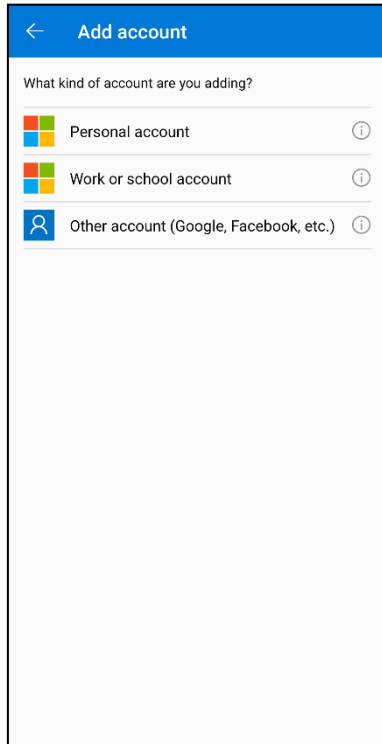 Add account
What kind of account are you adding?
Personal account
Work or school account
Other account (Google, Facebook, etc.)